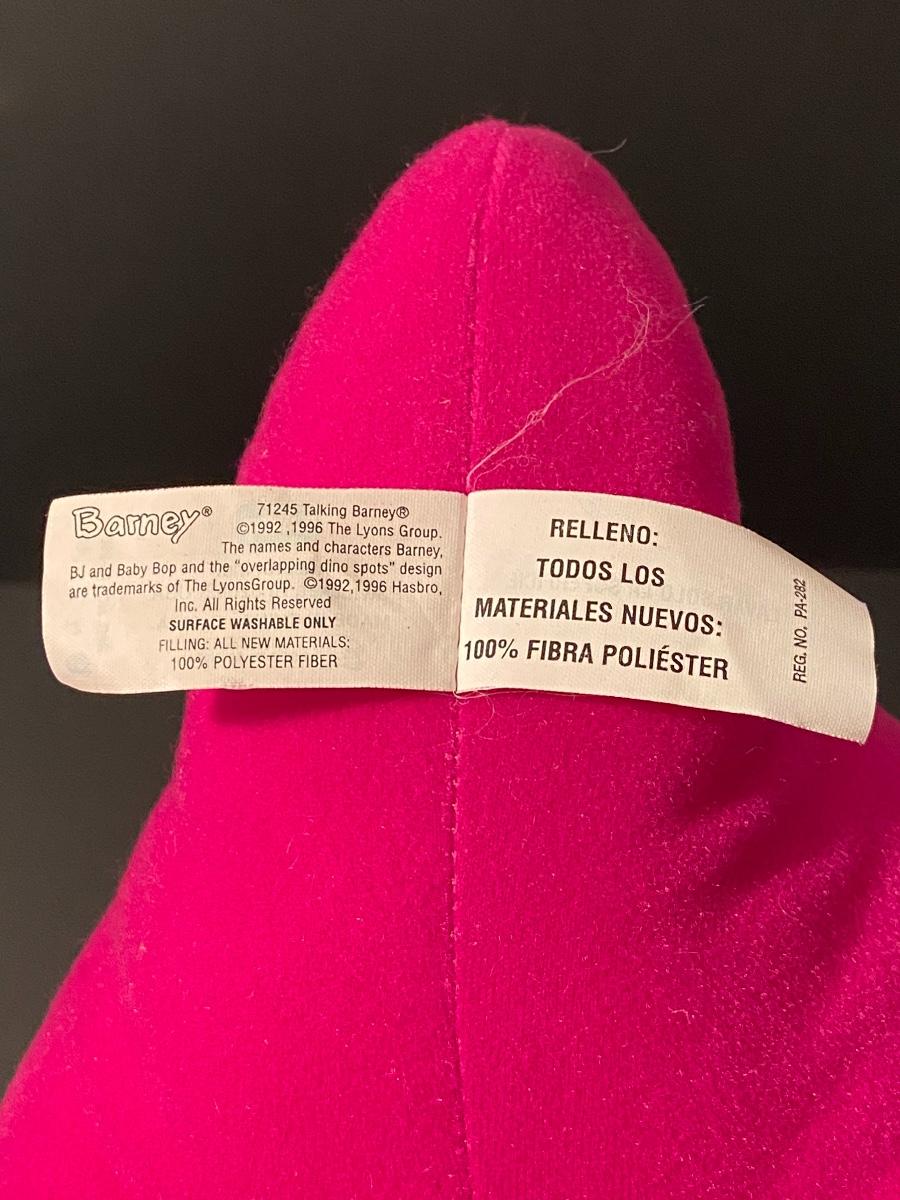 Barney®
71245 Talking Barney®
©1992 ,1996 The Lyons Group.
The names and characters Barney,
BJ and Baby Bop and the "overlapping dino spots" design
are trademarks of The LyonsGroup. ©1992,1996 Hasbro,
Inc. All Rights Reserved
SURFACE WASHABLE ONLY
FILLING: ALL NEW MATERIALS:
100% POLYESTER FIBER
RELLENO:
TODOS LOS
MATERIALES NUEVOS:
100% FIBRA POLIÉSTER
REG. NO. PA-282